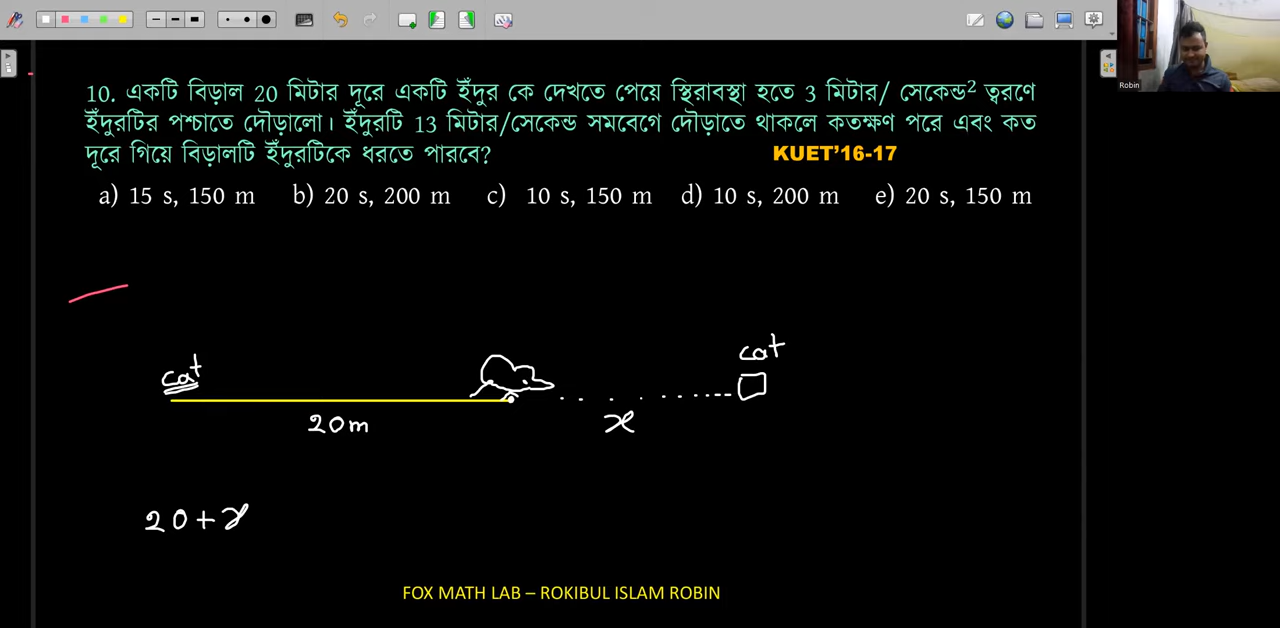 10. একটি বিড়াল 20 মিটার দূরে একটি ইঁদুর কে দেখতে পেয়ে স্থিরাবস্থা হতে 3 মিটার/ সেকেন্ড² ত্বরণে
ইঁদুরটির পশ্চাতে দৌড়ালো। ইঁদুরটি 13 মিটার/সেকেন্ড সমবেগে দৌড়াতে থাকলে কতক্ষণ পরে এবং কত
দূরে গিয়ে বিড়ালটি ইঁদুরটিকে ধরতে পারবে?
KUET’16-17
a) 15 s, 150 m b) 20 s, 200 m c) 10 s, 150 m d) 10 s, 200 m e) 20 s, 150 m
cat
cat
20m
x
20+x
FOX MATH LAB – ROKIBUL ISLAM ROBIN
Robin